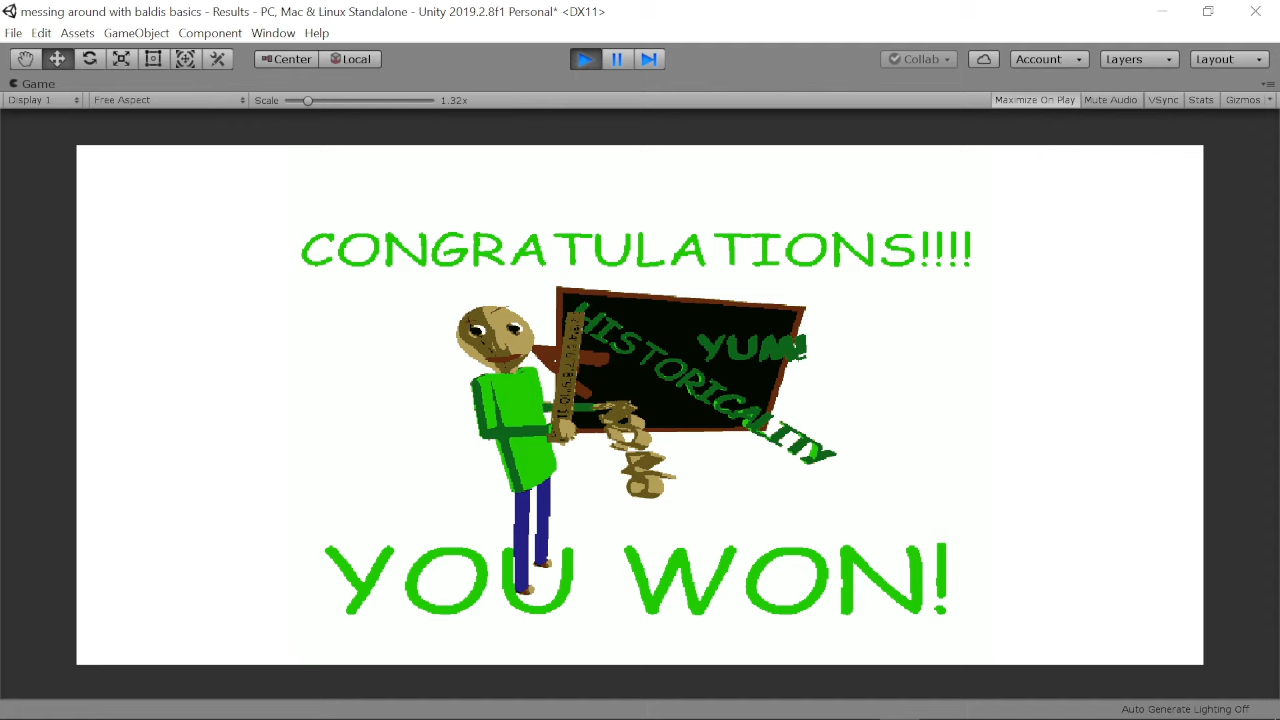 messing around with baldis basics - Results - PC, Mac & Linux Standalone - Unity 2019.2.8f1 Personal* <DX11>
File Edit Assets GameObject Component Window Help
Center Local Collab Account Layers Layout
Game
Display 1 Free Aspect Scale 1.32x Maximize On Play Mute Audio VSync Stats Gizmos
CONGRATULATIONS!!!!
HISTORICALITY
YUM!
YOU WON!
Auto Generate Lighting Off